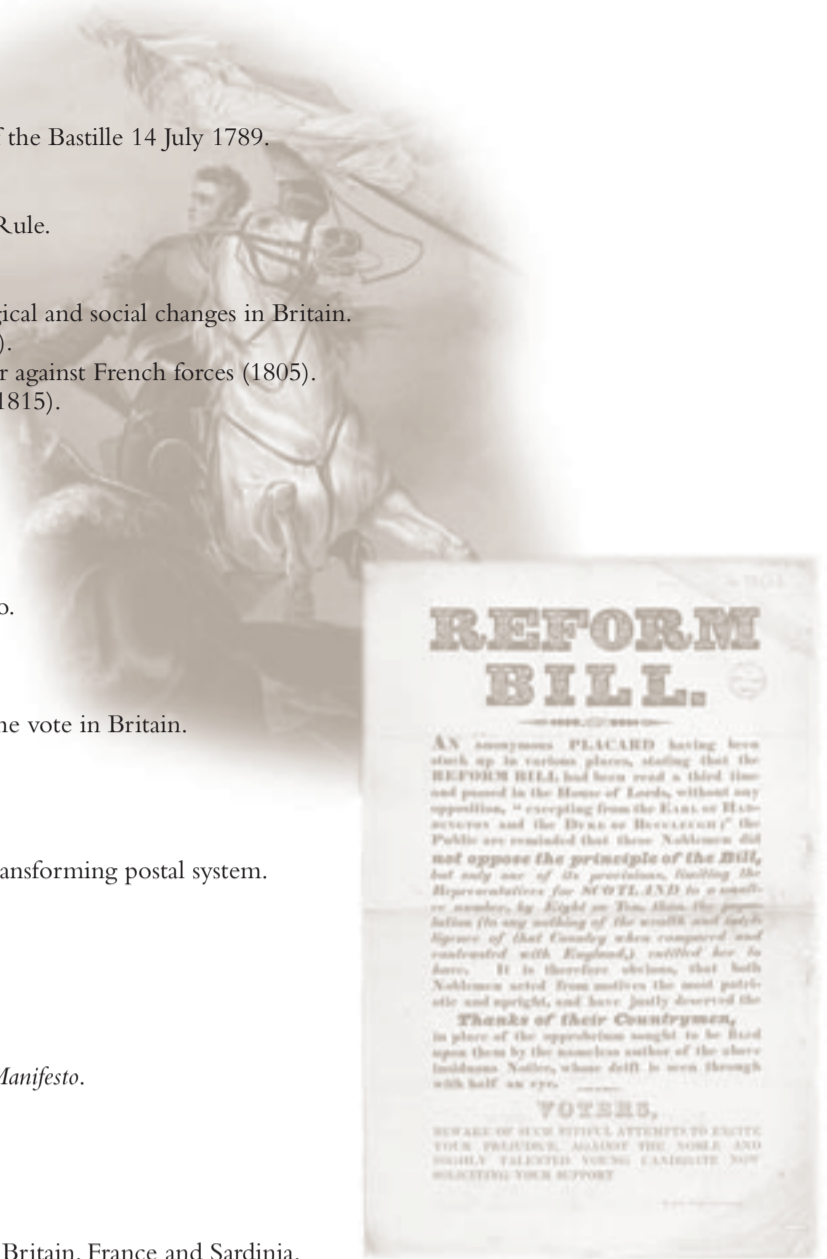 f the Bastille 14 July 1789.
Rule.
gical and social changes in Britain.
).
r against French forces (1805).
1815).
o.
he vote in Britain.
ansforming postal system.
Manifesto.
Britain, France and Sardinia.
REFORM
BILL.
AN anonymous PLACARD having been
stuck up in various places, stating that the
REFORM BILL had been read a third time
and passed in the House of Lords, without any
opposition, "excepting from the EARL OF HAD-
DINGTON and the DUKE OF BUCCLEUGH;" the
Public are reminded that these Noblemen did
not oppose the principle of the Bill,
but only one of its provisions, limiting the
Representatives for SCOTLAND to a small-
er number, by Eight or Ten, than the popu-
lation (to say nothing of the wealth and intel-
ligence of that Country when compared and
contrasted with England,) entitled her to
have. It is therefore obvious, that both
Noblemen acted from motives the most patri-
otic and upright, and have justly deserved the
Thanks of their Countrymen,
in place of the opprobrium sought to be fixed
upon them by the nameless author of the above
insidious Notice, whose drift is seen through
with half an eye.
VOTERS,
BEWARE OF SUCH PITIFUL ATTEMPTS TO EXCITE
YOUR PREJUDICE, AGAINST THE NOBLE AND
HIGHLY TALENTED YOUNG CANDIDATE NOW
SOLICITING YOUR SUPPORT